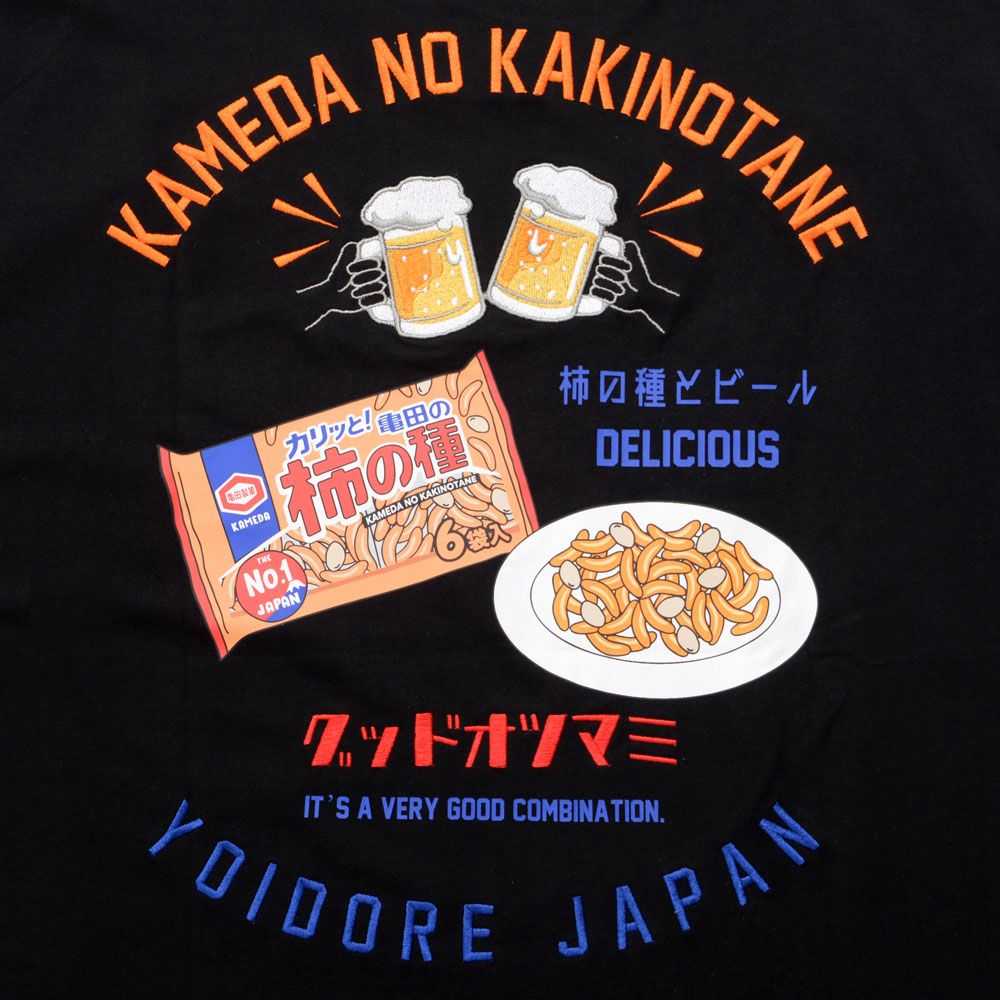 KAMEDA NO KAKINOTANE
柿の種とビール
DELICIOUS
カリッと!亀田の
柿の種
KAMEDA NO KAKINOTANE
亀田製菓
KAMEDA
6袋入
THE
No.1
JAPAN
グッドオツマミ
IT'S A VERY GOOD COMBINATION.
YOIDORE JAPAN